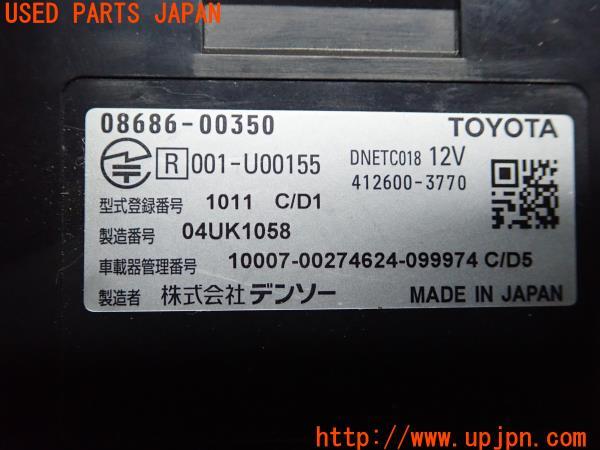 USED PARTS JAPAN
08686-00350 TOYOTA
R 001-U00155 DNETC018 12V
412600-3770
型式登録番号 1011 C/D1
製造番号 04UK1058
車載器管理番号 10007-00274624-099974 C/D5
製造者 株式会社 デンソー MADE IN JAPAN
http://www.upjpn.com/